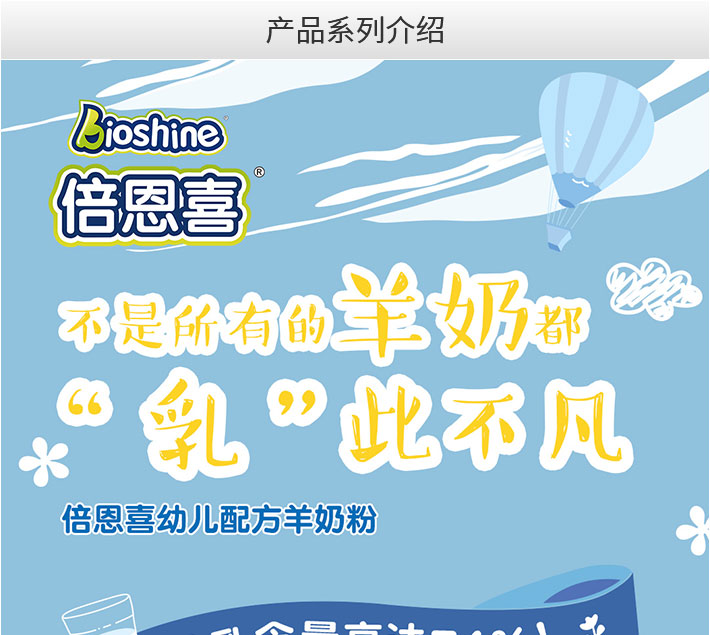 产品系列介绍
Bioshine
倍恩喜®
不是所有的羊奶都
“乳”此不凡
倍恩喜幼儿配方羊奶粉